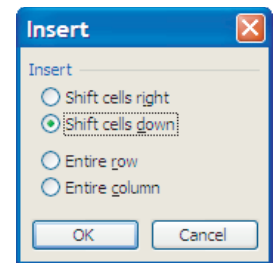 Insert
Insert
Shift cells right
Shift cells down
Entire row
Entire column
OK
Cancel